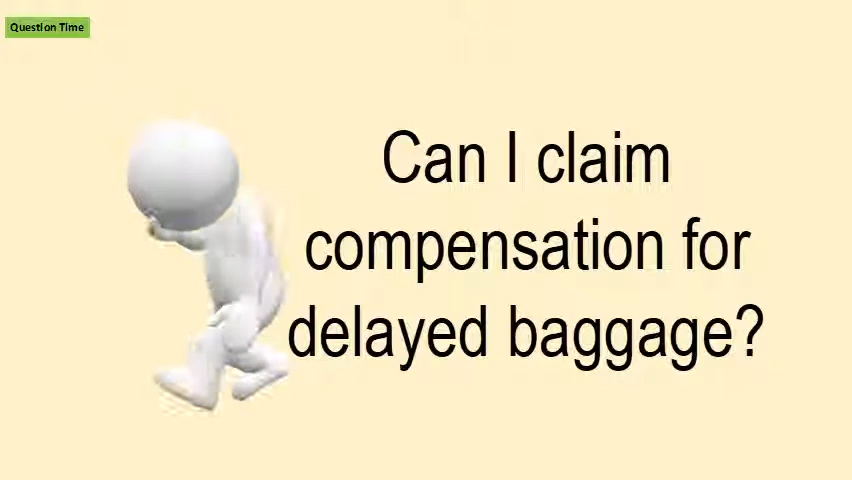 Question Time
Can I claim
compensation for
delayed baggage?